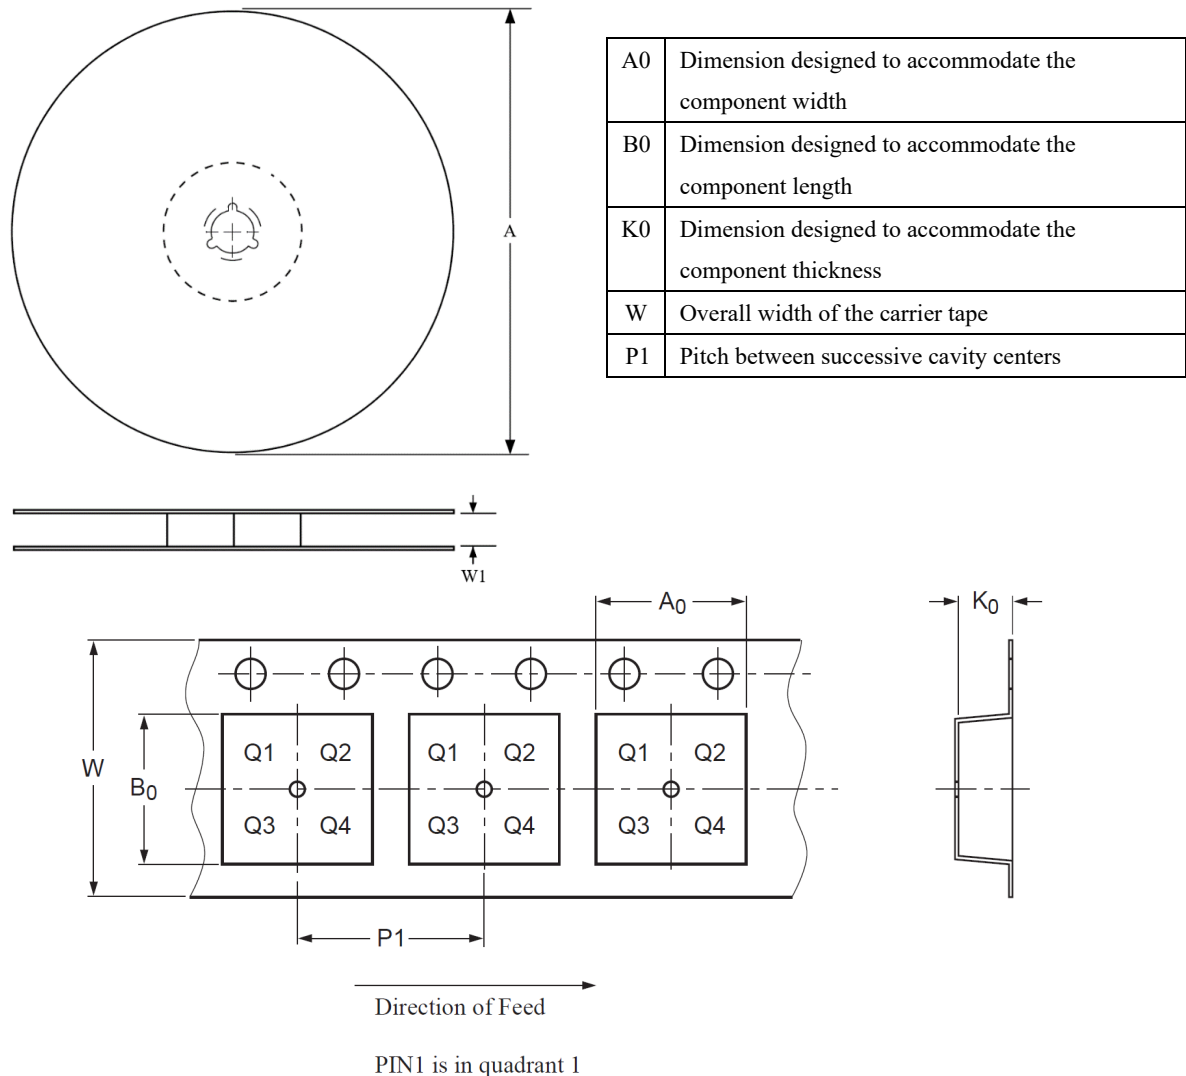 A
A0 Dimension designed to accommodate the
component width
B0 Dimension designed to accommodate the
component length
K0 Dimension designed to accommodate the
component thickness
W Overall width of the carrier tape
P1 Pitch between successive cavity centers
W1
A0 K0
Q1 Q2 Q1 Q2 Q1 Q2
W
B0
Q3 Q4 Q3 Q4 Q3 Q4
P1
Direction of Feed
PIN1 is in quadrant 1